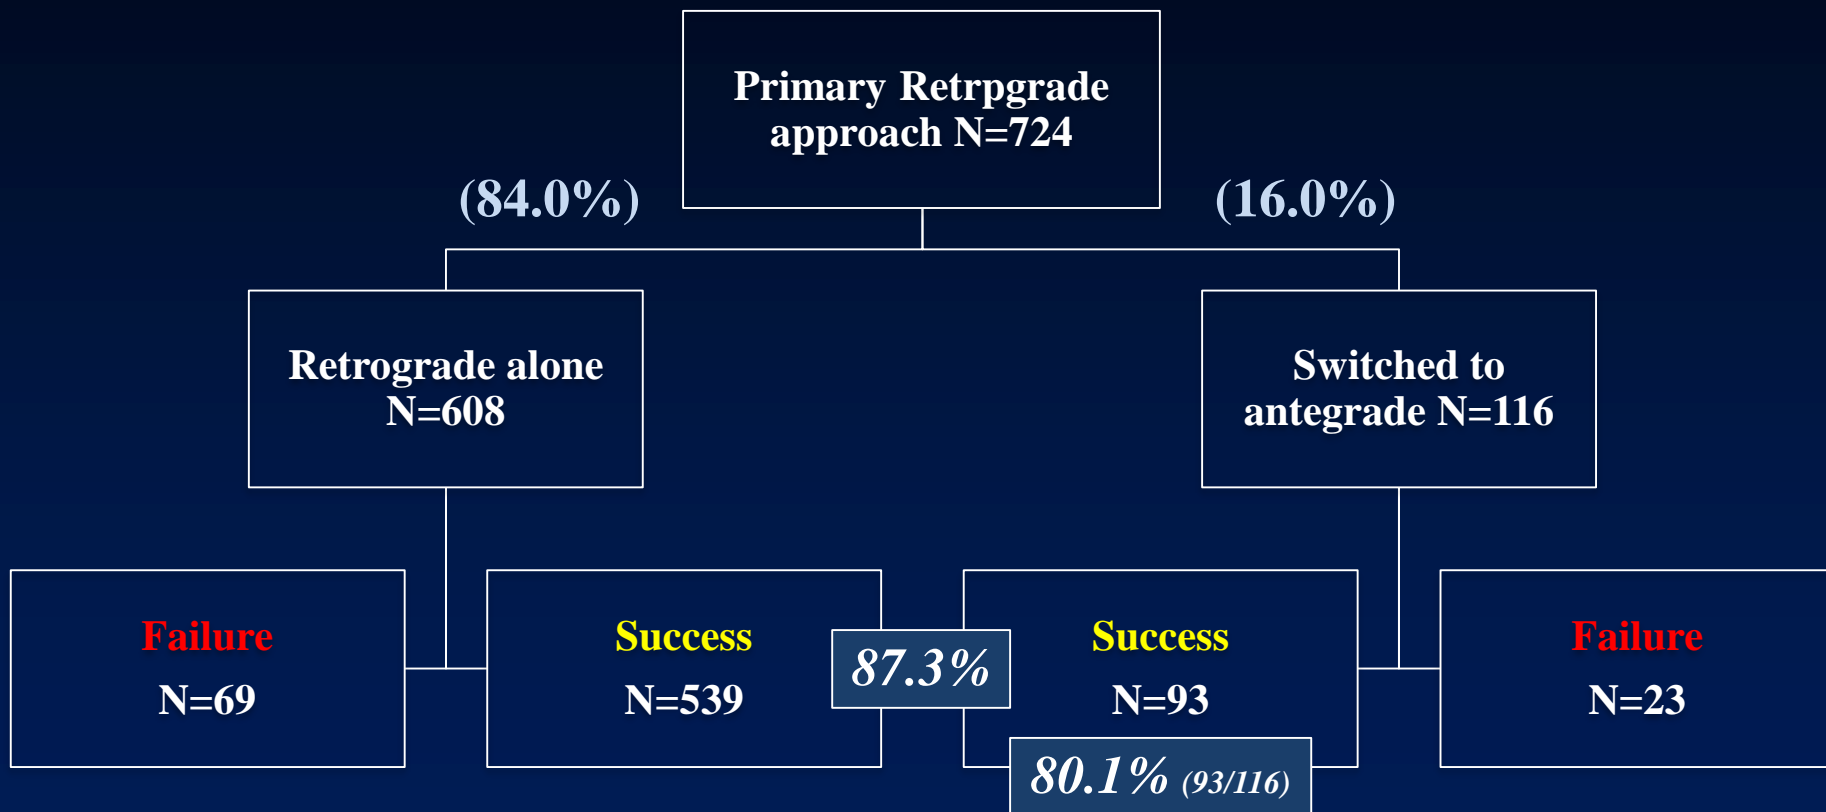 Primary Retrpgrade
approach N=724
(84.0%)
(16.0%)
Retrograde alone
N=608
Switched to
antegrade N=116
Failure
N=69
Success
N=539
87.3%
Success
N=93
80.1% (93/116)
Failure
N=23